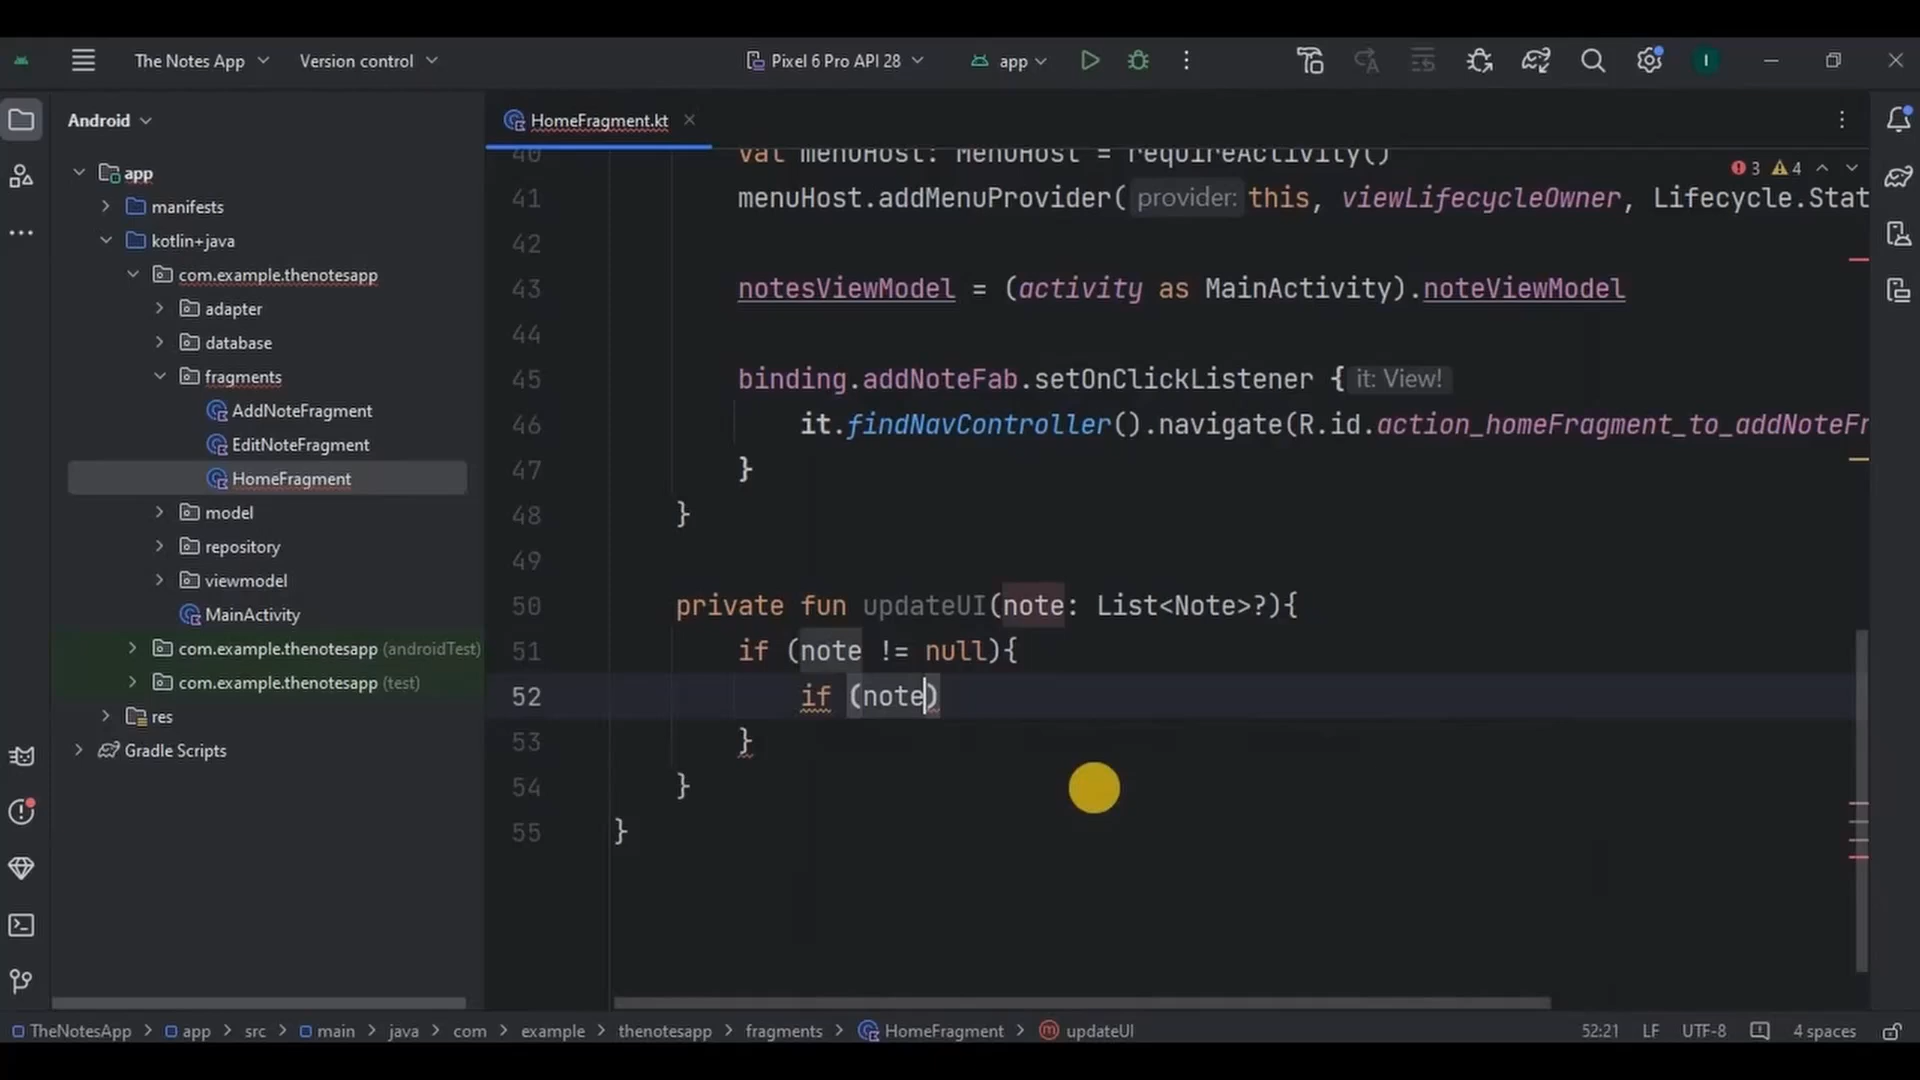 The Notes App
Version control
Pixel 6 Pro API 28
app
I
Android
HomeFragment.kt
app
manifests
kotlin+java
com.example.thenotesapp
adapter
database
fragments
AddNoteFragment
EditNoteFragment
HomeFragment
model
repository
viewmodel
MainActivity
com.example.thenotesapp (androidTest)
com.example.thenotesapp (test)
res
Gradle Scripts
3 4
40 val menuHost: MenuHost = requireActivity()
41 menuHost.addMenuProvider( provider: this, viewLifecycleOwner, Lifecycle.Stat
42
43 notesViewModel = (activity as MainActivity).noteViewModel
44
45 binding.addNoteFab.setOnClickListener { it: View!
46 it.findNavController().navigate(R.id.action_homeFragment_to_addNoteFr
47 }
48 }
49
50 private fun updateUI(note: List<Note>?){
51 if (note != null){
52 if (note)
53 }
54 }
55 }
TheNotesApp > app > src > main > java > com > example > thenotesapp > fragments > HomeFragment > m updateUI
52:21 LF UTF-8 4 spaces